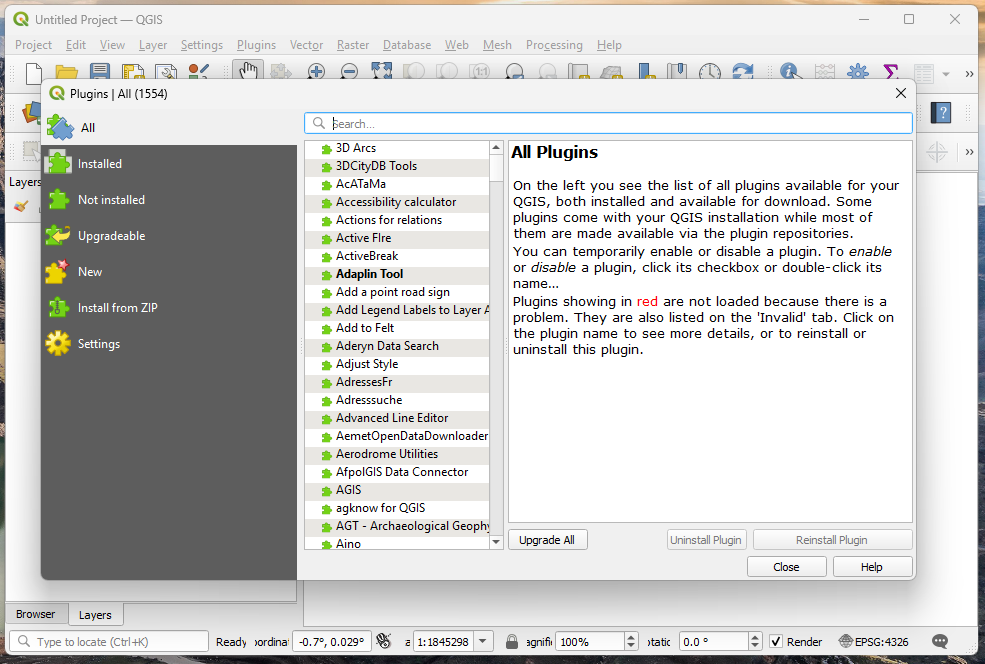 Untitled Project — QGIS
Project Edit View Layer Settings Plugins Vector Raster Database Web Mesh Processing Help
1:1
»
Plugins | All (1554)
All
Search...
?
Installed
Not installed
Upgradeable
New
Install from ZIP
Settings
Layers
»
3D Arcs
3DCityDB Tools
AcATaMa
Accessibility calculator
Actions for relations
Active FIre
ActiveBreak
Adaplin Tool
Add a point road sign
Add Legend Labels to Layer A
Add to Felt
Aderyn Data Search
Adjust Style
AdressesFr
Adresssuche
Advanced Line Editor
AemetOpenDataDownloader
Aerodrome Utilities
AfpolGIS Data Connector
AGIS
agknow for QGIS
AGT - Archaeological Geophy
Aino
All Plugins
On the left you see the list of all plugins available for your
QGIS, both installed and available for download. Some
plugins come with your QGIS installation while most of
them are made available via the plugin repositories.
You can temporarily enable or disable a plugin. To enable
or disable a plugin, click its checkbox or double-click its
name...
Plugins showing in red are not loaded because there is a
problem. They are also listed on the 'Invalid' tab. Click on
the plugin name to see more details, or to reinstall or
uninstall this plugin.
Upgrade All Uninstall Plugin Reinstall Plugin
Close Help
Browser Layers
Type to locate (Ctrl+K) Ready oordina -0.7°, 0.029° a 1:1845298 agnifi 100% otatic 0.0 ° Render EPSG:4326